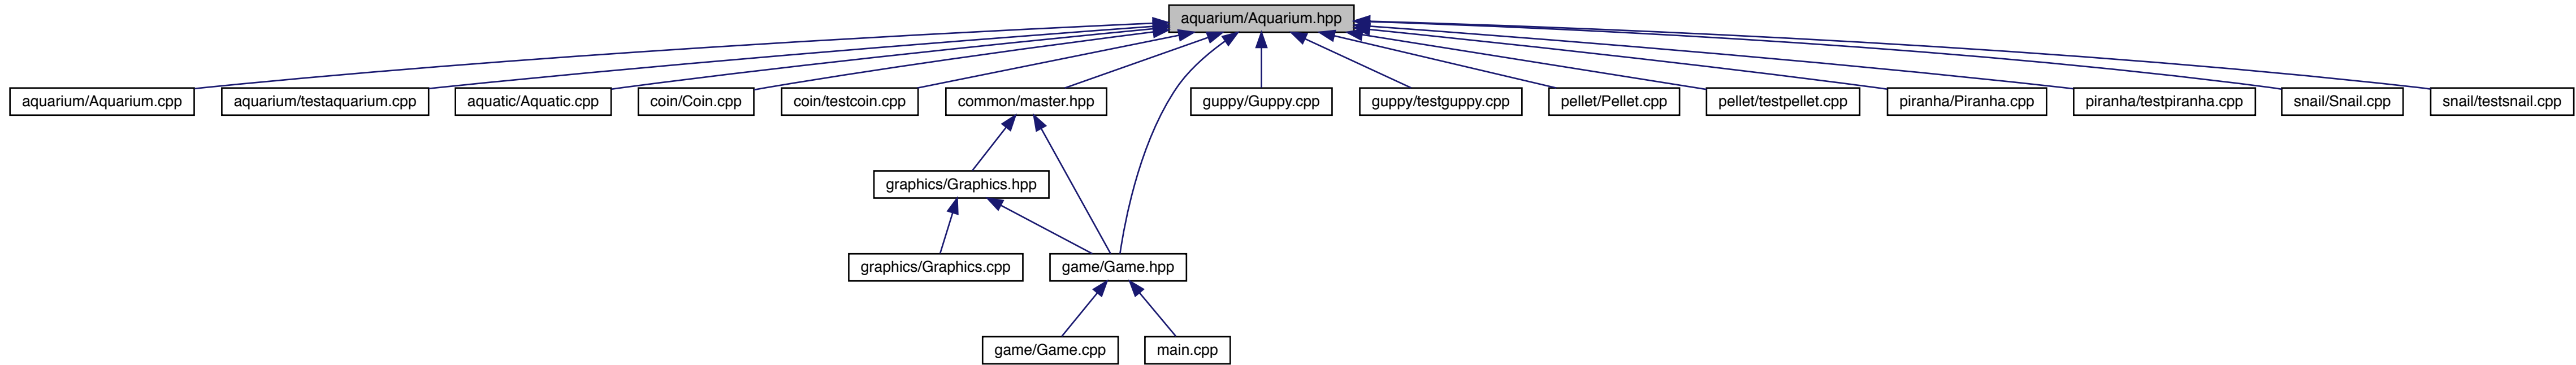 aquarium/Aquarium.hpp
aquarium/Aquarium.cpp
aquarium/testaquarium.cpp
aquatic/Aquatic.cpp
coin/Coin.cpp
coin/testcoin.cpp
common/master.hpp
guppy/Guppy.cpp
guppy/testguppy.cpp
pellet/Pellet.cpp
pellet/testpellet.cpp
piranha/Piranha.cpp
piranha/testpiranha.cpp
snail/Snail.cpp
snail/testsnail.cpp
graphics/Graphics.hpp
graphics/Graphics.cpp
game/Game.hpp
game/Game.cpp
main.cpp